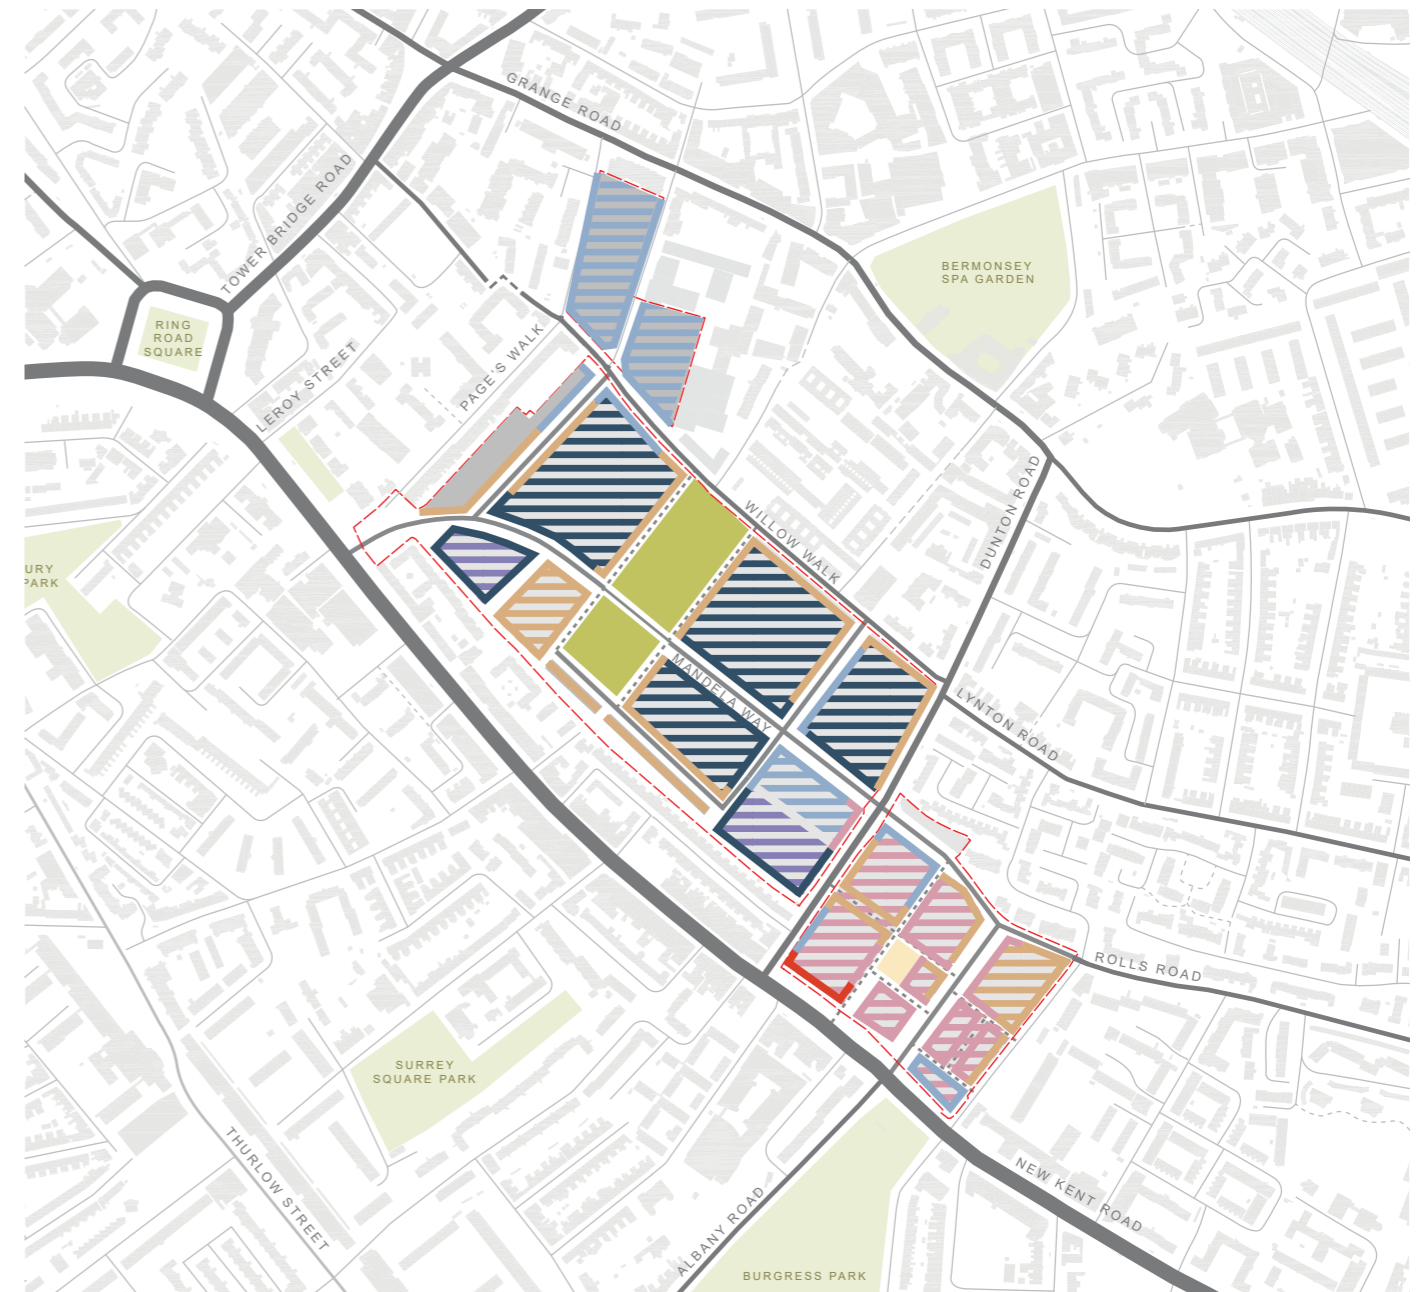 GRANGE ROAD
TOWER BRIDGE ROAD
BERMONSEY
SPA GARDEN
RING
ROAD
SQUARE
PAGE'S WALK
LEROY STREET
DUNTON ROAD
WILLOW WALK
URY
PARK
MANDELA WAY
LYNTON ROAD
ROLLS ROAD
SURREY
SQUARE PARK
THURLOW STREET
NEW KENT ROAD
ALBANY ROAD
BURGRESS PARK